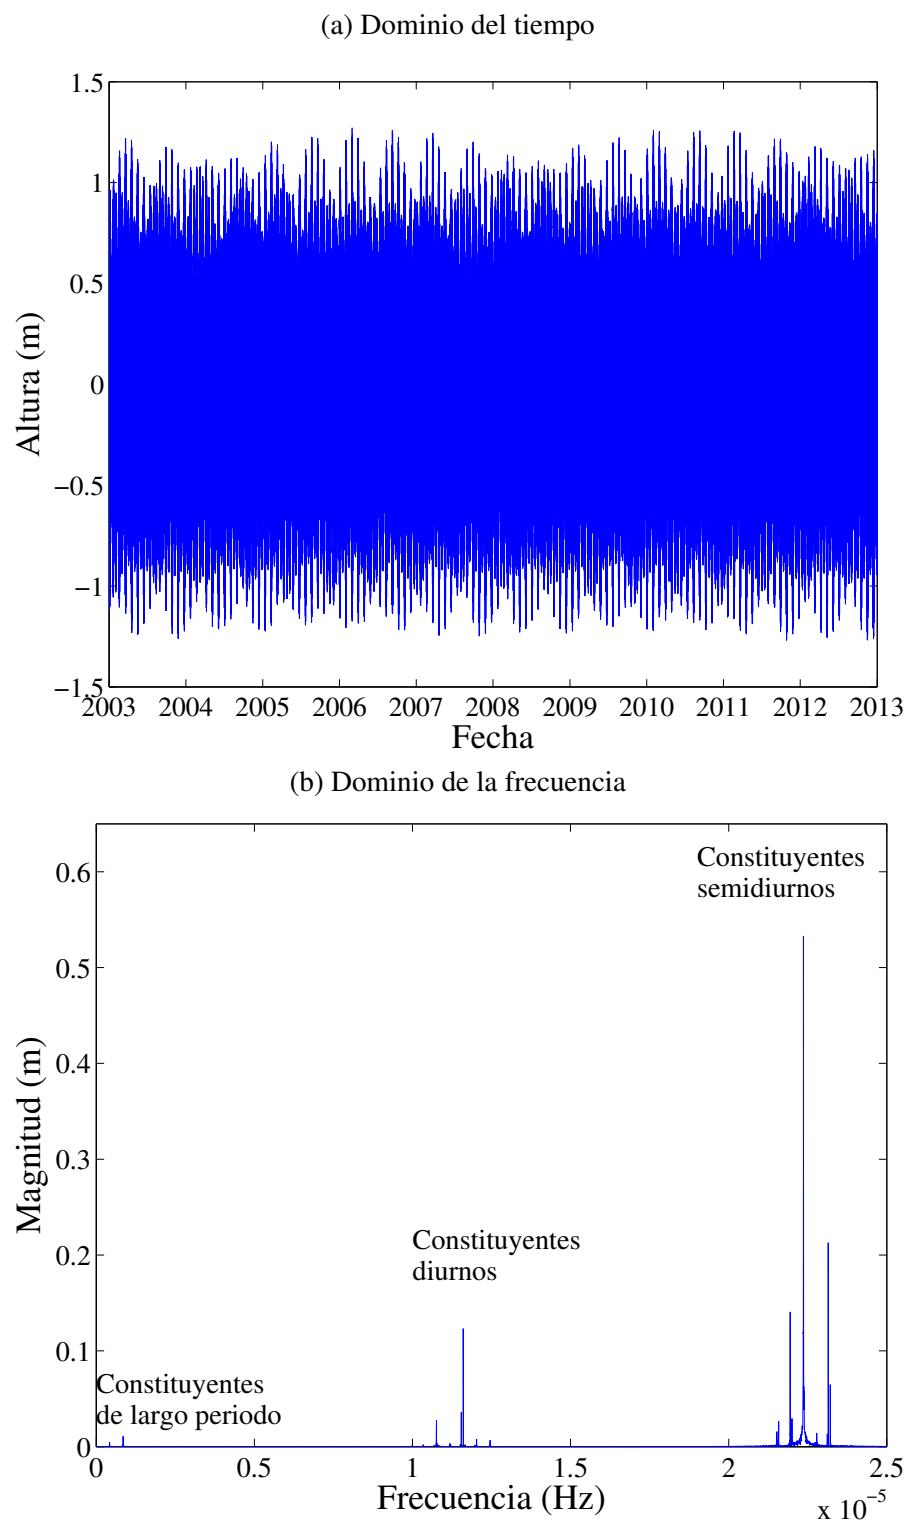 (a) Dominio del tiempo
1.5
1
0.5
0
−0.5
−1
−1.5
Altura (m)
2003 2004 2005 2006 2007 2008 2009 2010 2011 2012 2013
Fecha
(b) Dominio de la frecuencia
Constituyentes
semidiurnos
0.6
0.5
0.4
0.3
0.2
0.1
0
Magnitud (m)
Constituyentes
diurnos
Constituyentes
de largo periodo
0 0.5 1 1.5 2 2.5
Frecuencia (Hz)
x 10⁻⁵